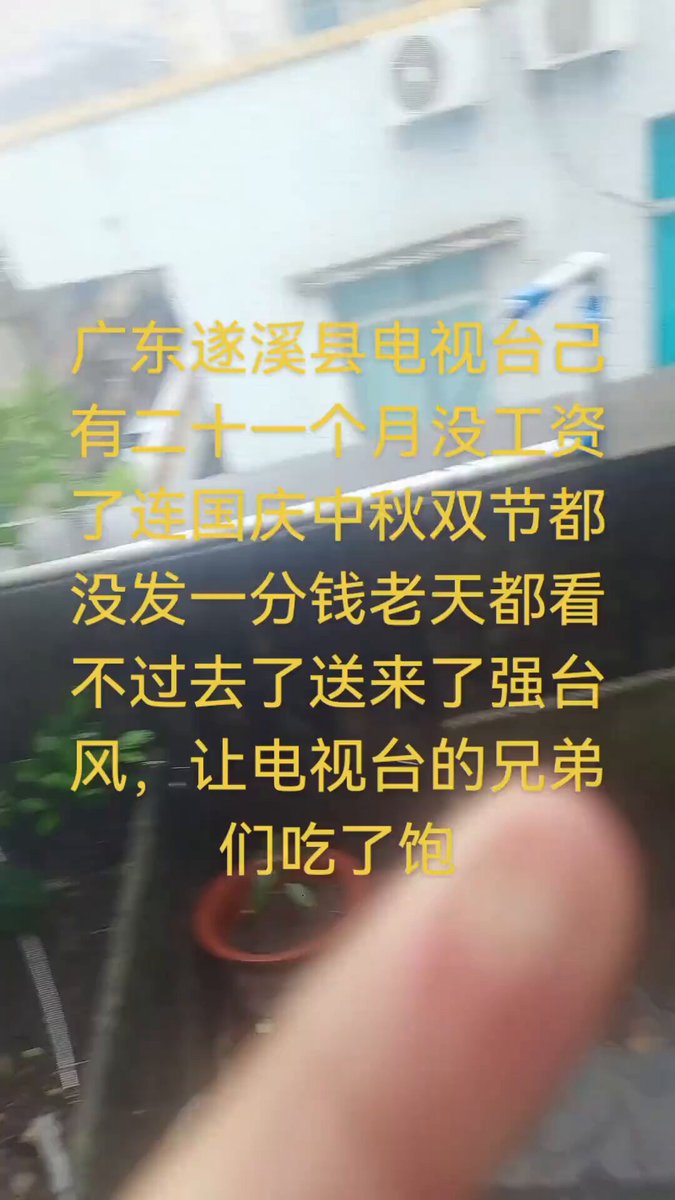 广东遂溪县电视台己
有二十一个月没工资
了连国庆中秋双节都
没发一分钱老天都看
不过去了送来了强台
风，让电视台的兄弟
们吃了饱